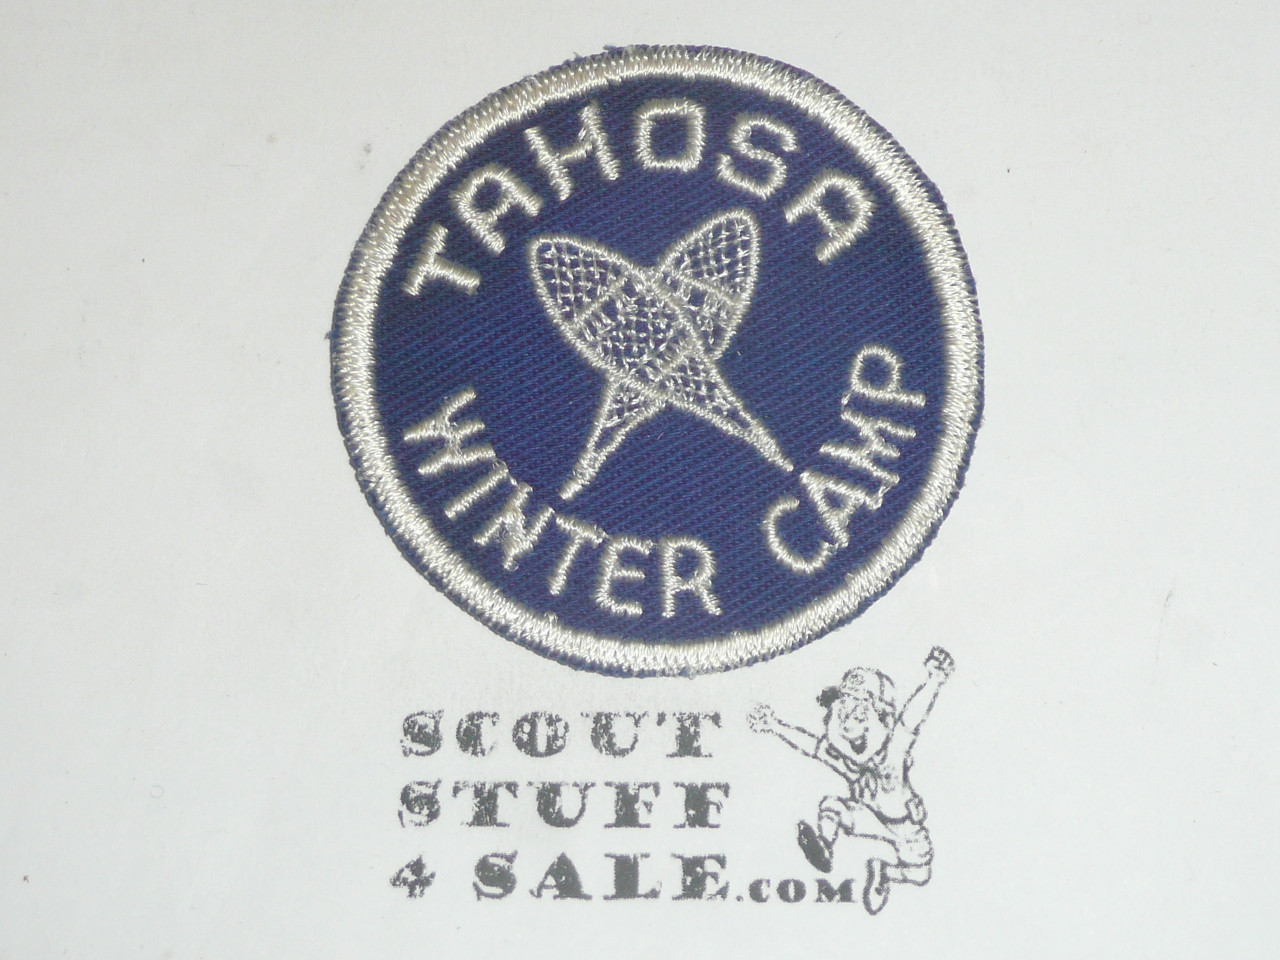 TAHOSA
WINTER CAMP
SCOUT
STUFF
4 SALE.COM